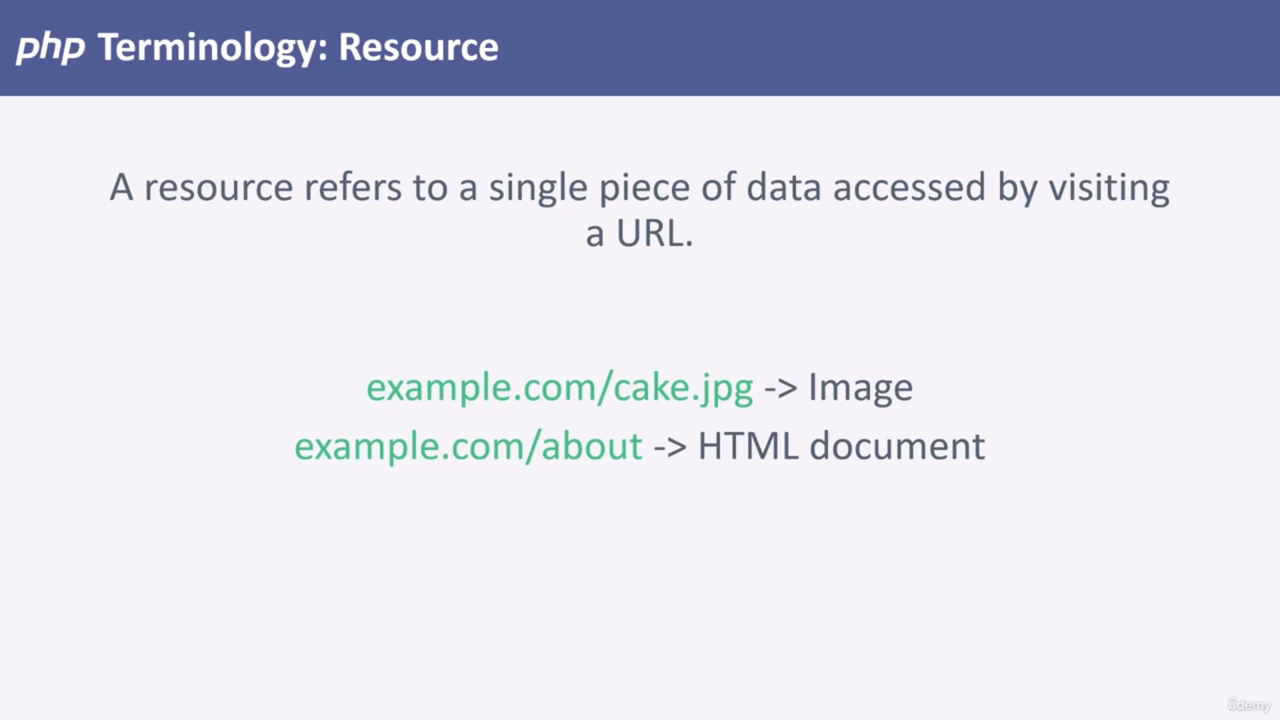 php Terminology: Resource
A resource refers to a single piece of data accessed by visiting
a URL.
example.com/cake.jpg -> Image
example.com/about -> HTML document
ûdemy